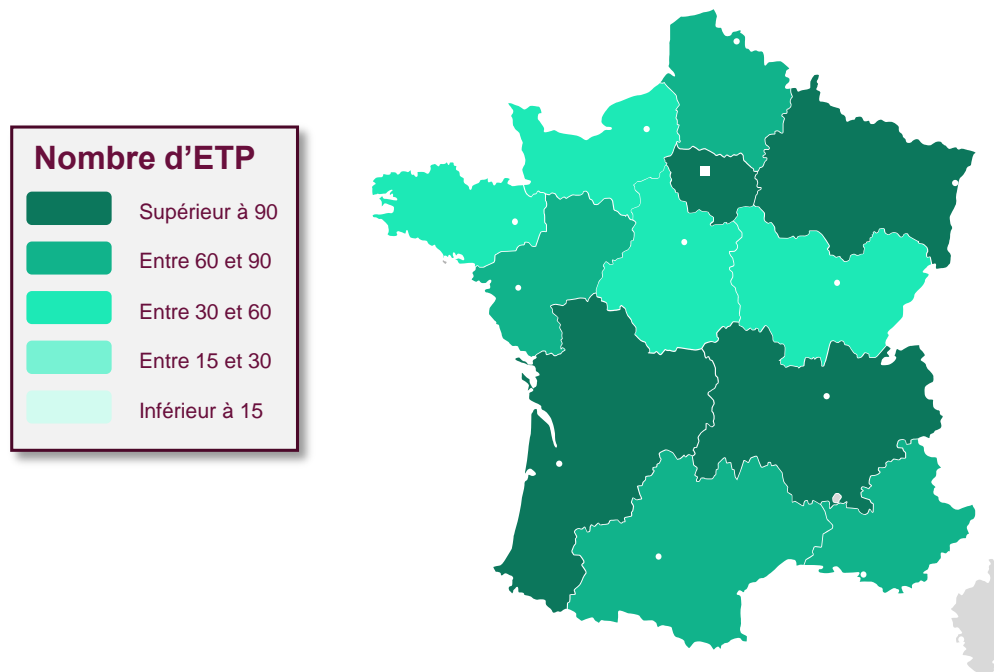 Nombre d’ETP
Supérieur à 90
Entre 60 et 90
Entre 30 et 60
Entre 15 et 30
Inférieur à 15